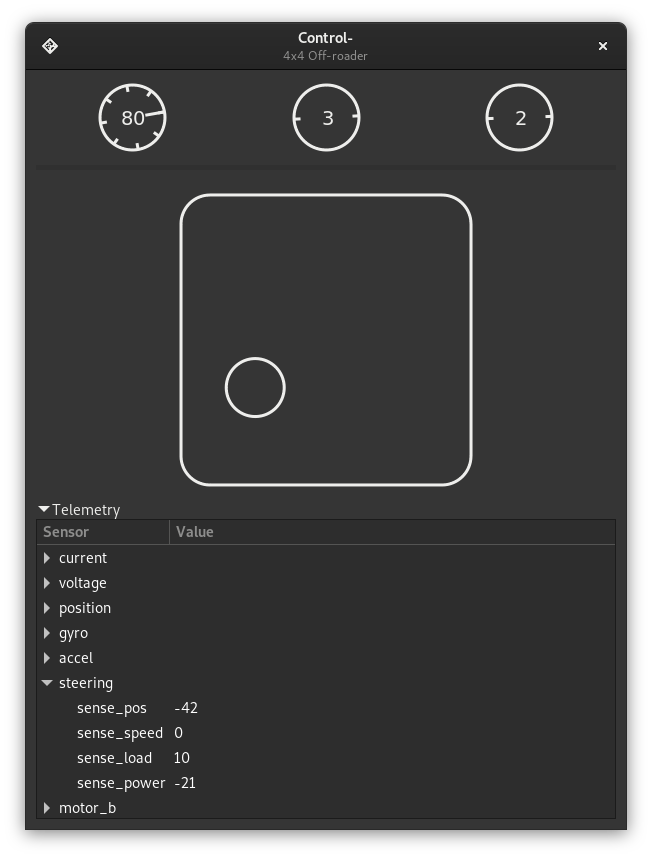 Control-
4x4 Off-roader
80 3 2
Telemetry
Sensor Value
current
voltage
position
gyro
accel
steering
sense_pos -42
sense_speed 0
sense_load 10
sense_power -21
motor_b